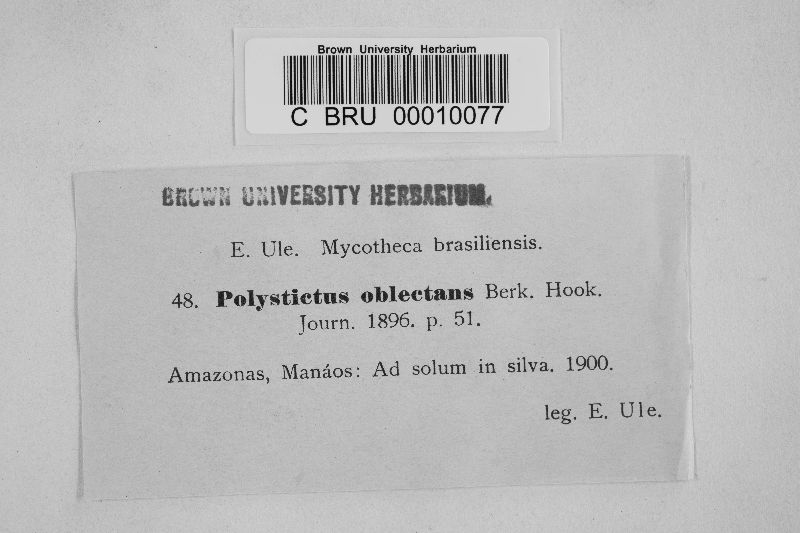 Brown University Herbarium
C BRU 00010077
BROWN UNIVERSITY HERBARIUM.
E. Ule. Mycotheca brasiliensis.
48. Polystictus oblectans Berk. Hook.
Journ. 1896. p. 51.
Amazonas, Manáos: Ad solum in silva. 1900.
leg. E. Ule.